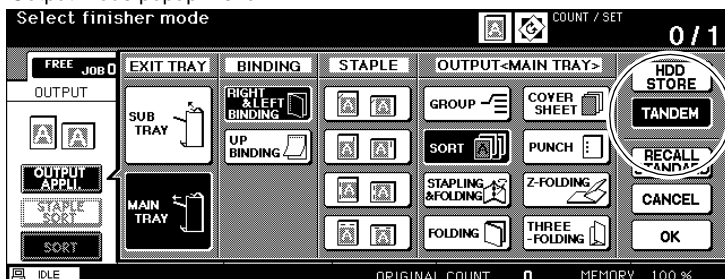 Select finisher mode
COUNT / SET
0 / 1
FREE JOB 0
OUTPUT
OUTPUT APPLI.
STAPLE SORT
SORT
EXIT TRAY
SUB TRAY
MAIN TRAY
BINDING
RIGHT &LEFT BINDING
UP BINDING
STAPLE
OUTPUT<MAIN TRAY>
GROUP
COVER SHEET
SORT
PUNCH
STAPLING &FOLDING
Z-FOLDING
FOLDING
THREE -FOLDING
HDD STORE
TANDEM
RECALL STANDARD
CANCEL
OK
IDLE
ORIGINAL COUNT 0
MEMORY 100 %